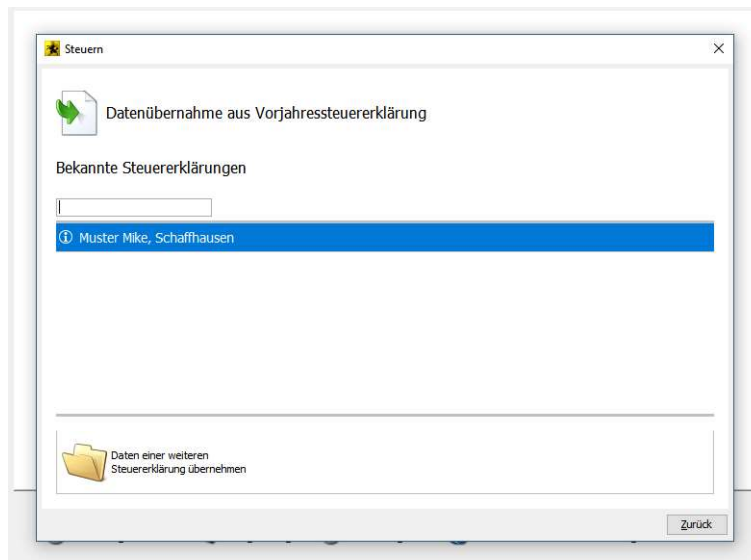 Steuern
Datenübernahme aus Vorjahressteuererklärung
Bekannte Steuererklärungen
Muster Mike, Schaffhausen
Daten einer weiteren
Steuererklärung übernehmen
Zurück